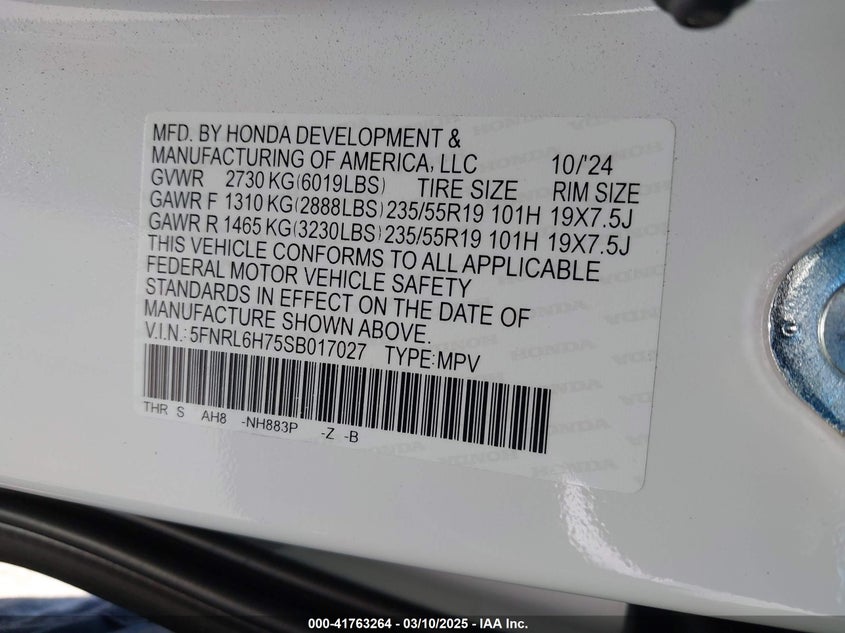 MFD. BY HONDA DEVELOPMENT &
MANUFACTURING OF AMERICA, LLC 10/'24
GVWR 2730 KG(6019LBS) TIRE SIZE RIM SIZE
GAWR F 1310 KG(2888LBS) 235/55R19 101H 19X7.5J
GAWR R 1465 KG(3230LBS) 235/55R19 101H 19X7.5J
THIS VEHICLE CONFORMS TO ALL APPLICABLE
FEDERAL MOTOR VEHICLE SAFETY
STANDARDS IN EFFECT ON THE DATE OF
MANUFACTURE SHOWN ABOVE.
V.I.N.: 5FNRL6H75SB017027 TYPE:MPV
THR S AH8 -NH883P -Z -B
000-41763264 - 03/10/2025 - IAA Inc.